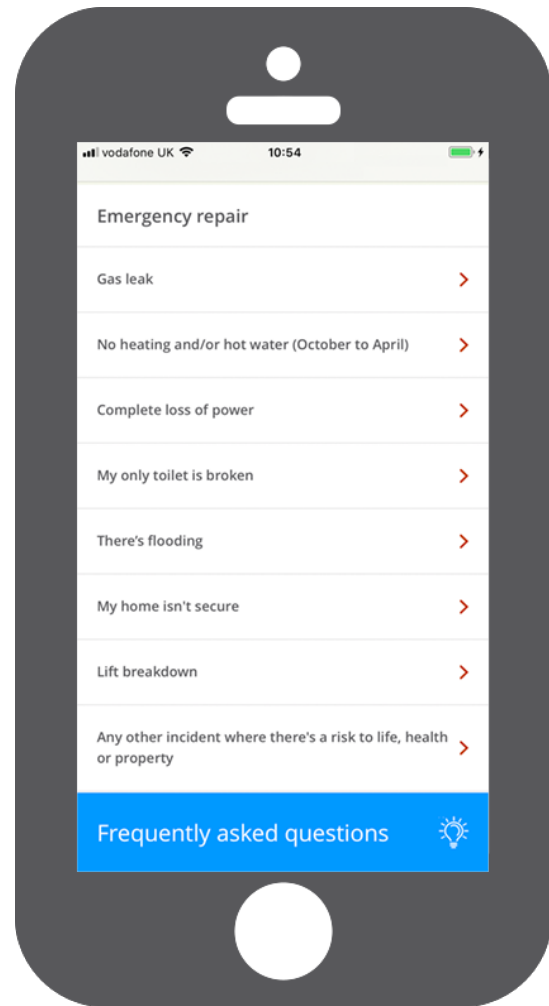 vodafone UK 10:54
Emergency repair
Gas leak
No heating and/or hot water (October to April)
Complete loss of power
My only toilet is broken
There's flooding
My home isn't secure
Lift breakdown
Any other incident where there's a risk to life, health
or property
Frequently asked questions